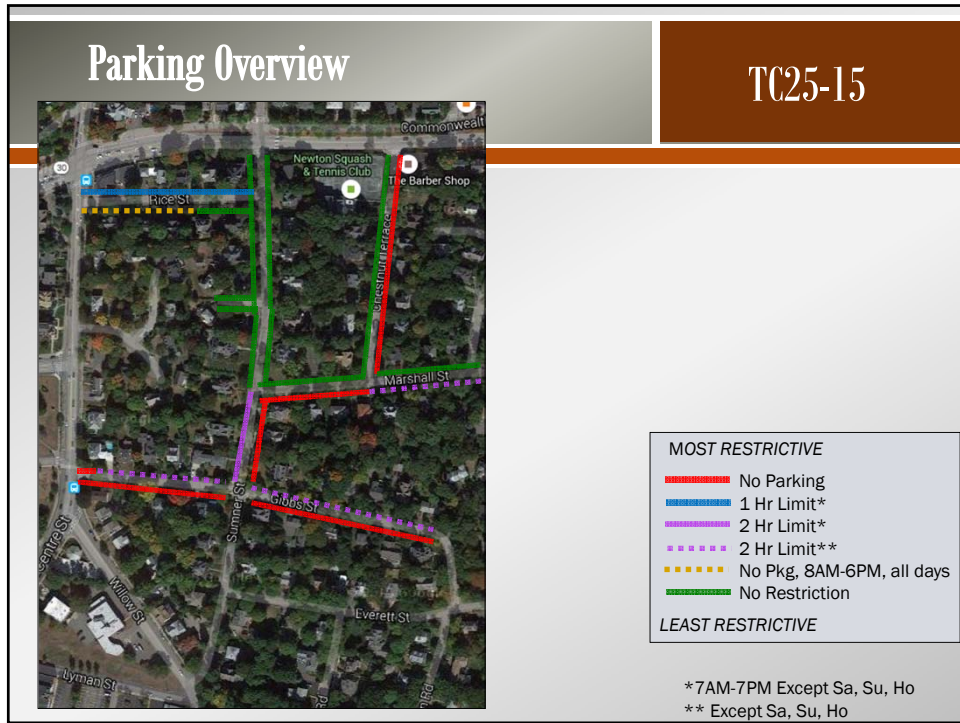 Parking Overview
TC25-15
Commonwealt
30
Newton Squash
& Tennis Club
The Barber Shop
Rice St
Chestnut Terrace
Marshall St
Gibbs St
Sumner St
Centre St
Willow St
Everett St
Lyman St
Rd
n Rd
MOST RESTRICTIVE
No Parking
1 Hr Limit*
2 Hr Limit*
2 Hr Limit**
No Pkg, 8AM-6PM, all days
No Restriction
LEAST RESTRICTIVE
*7AM-7PM Except Sa, Su, Ho
** Except Sa, Su, Ho